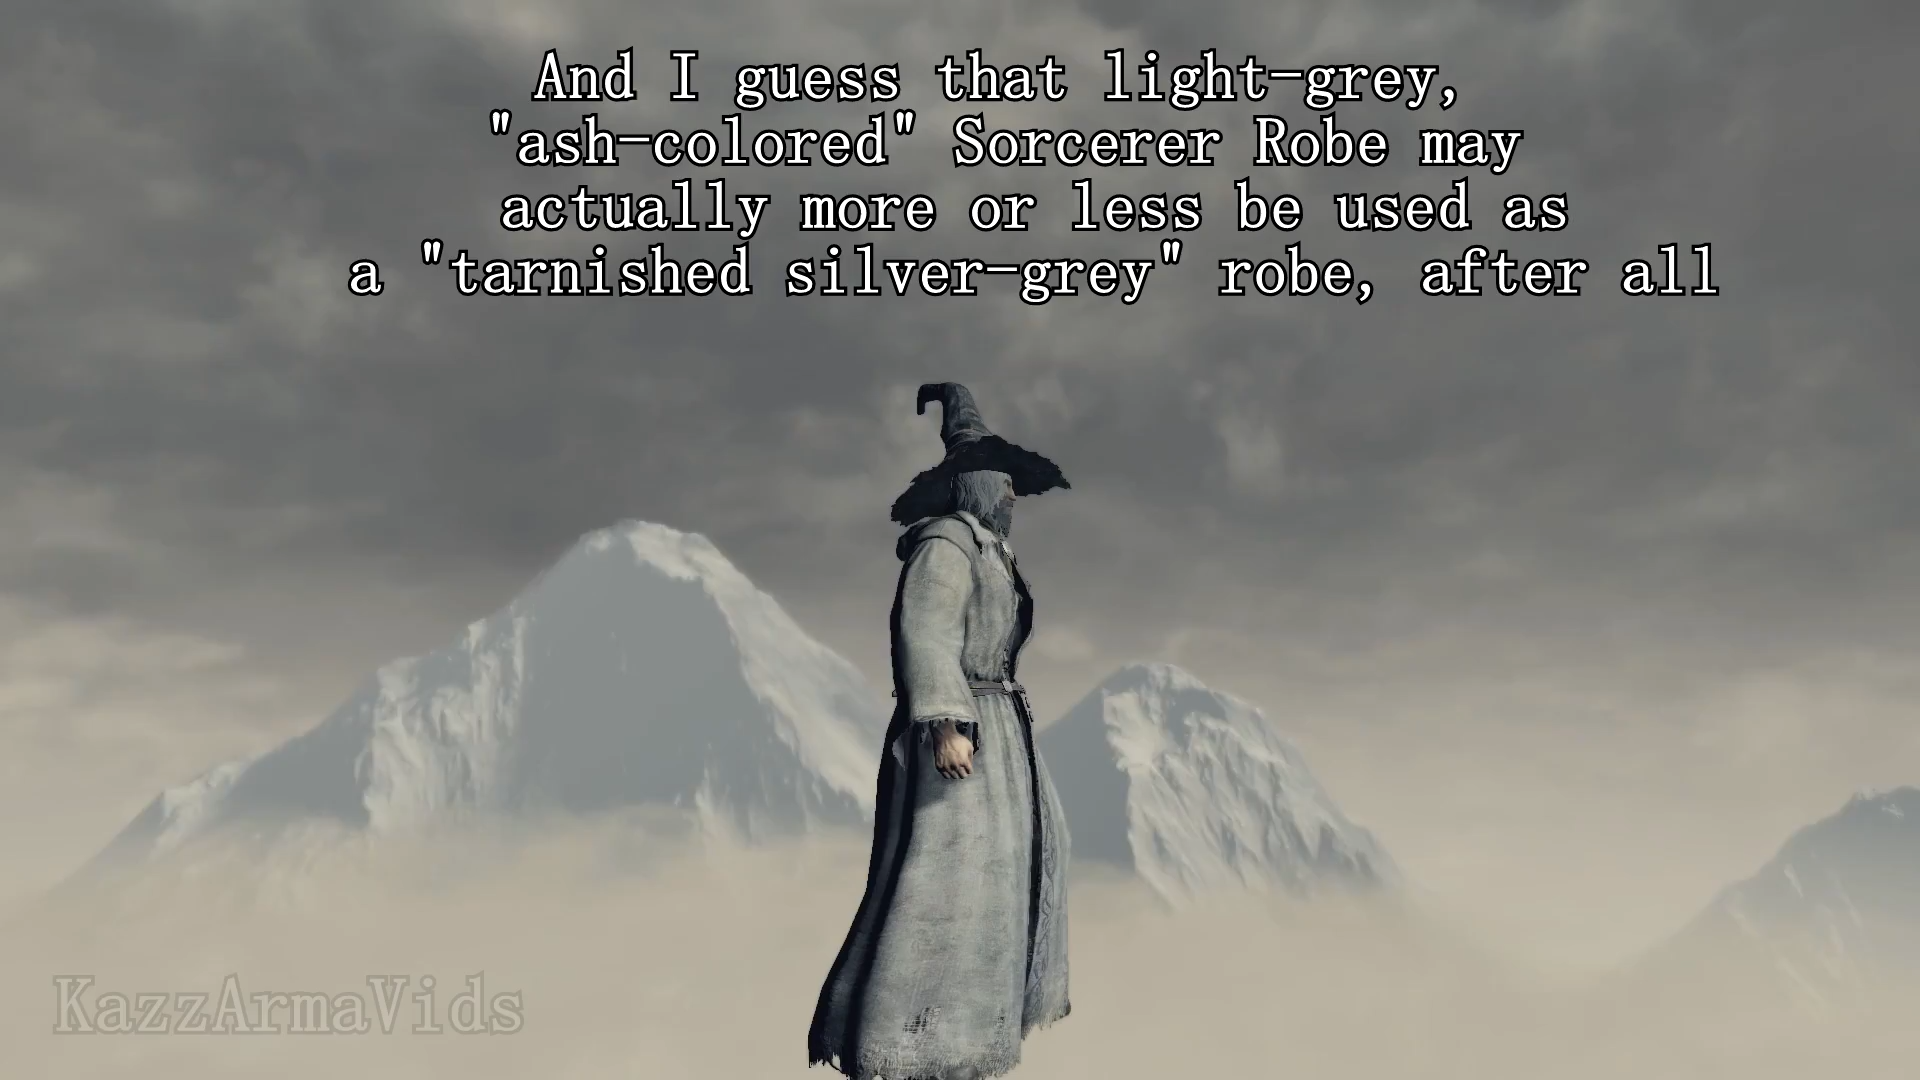 And I guess that light-grey,
"ash-colored" Sorcerer Robe may
actually more or less be used as
a "tarnished silver-grey" robe, after all
KazzArmaVids